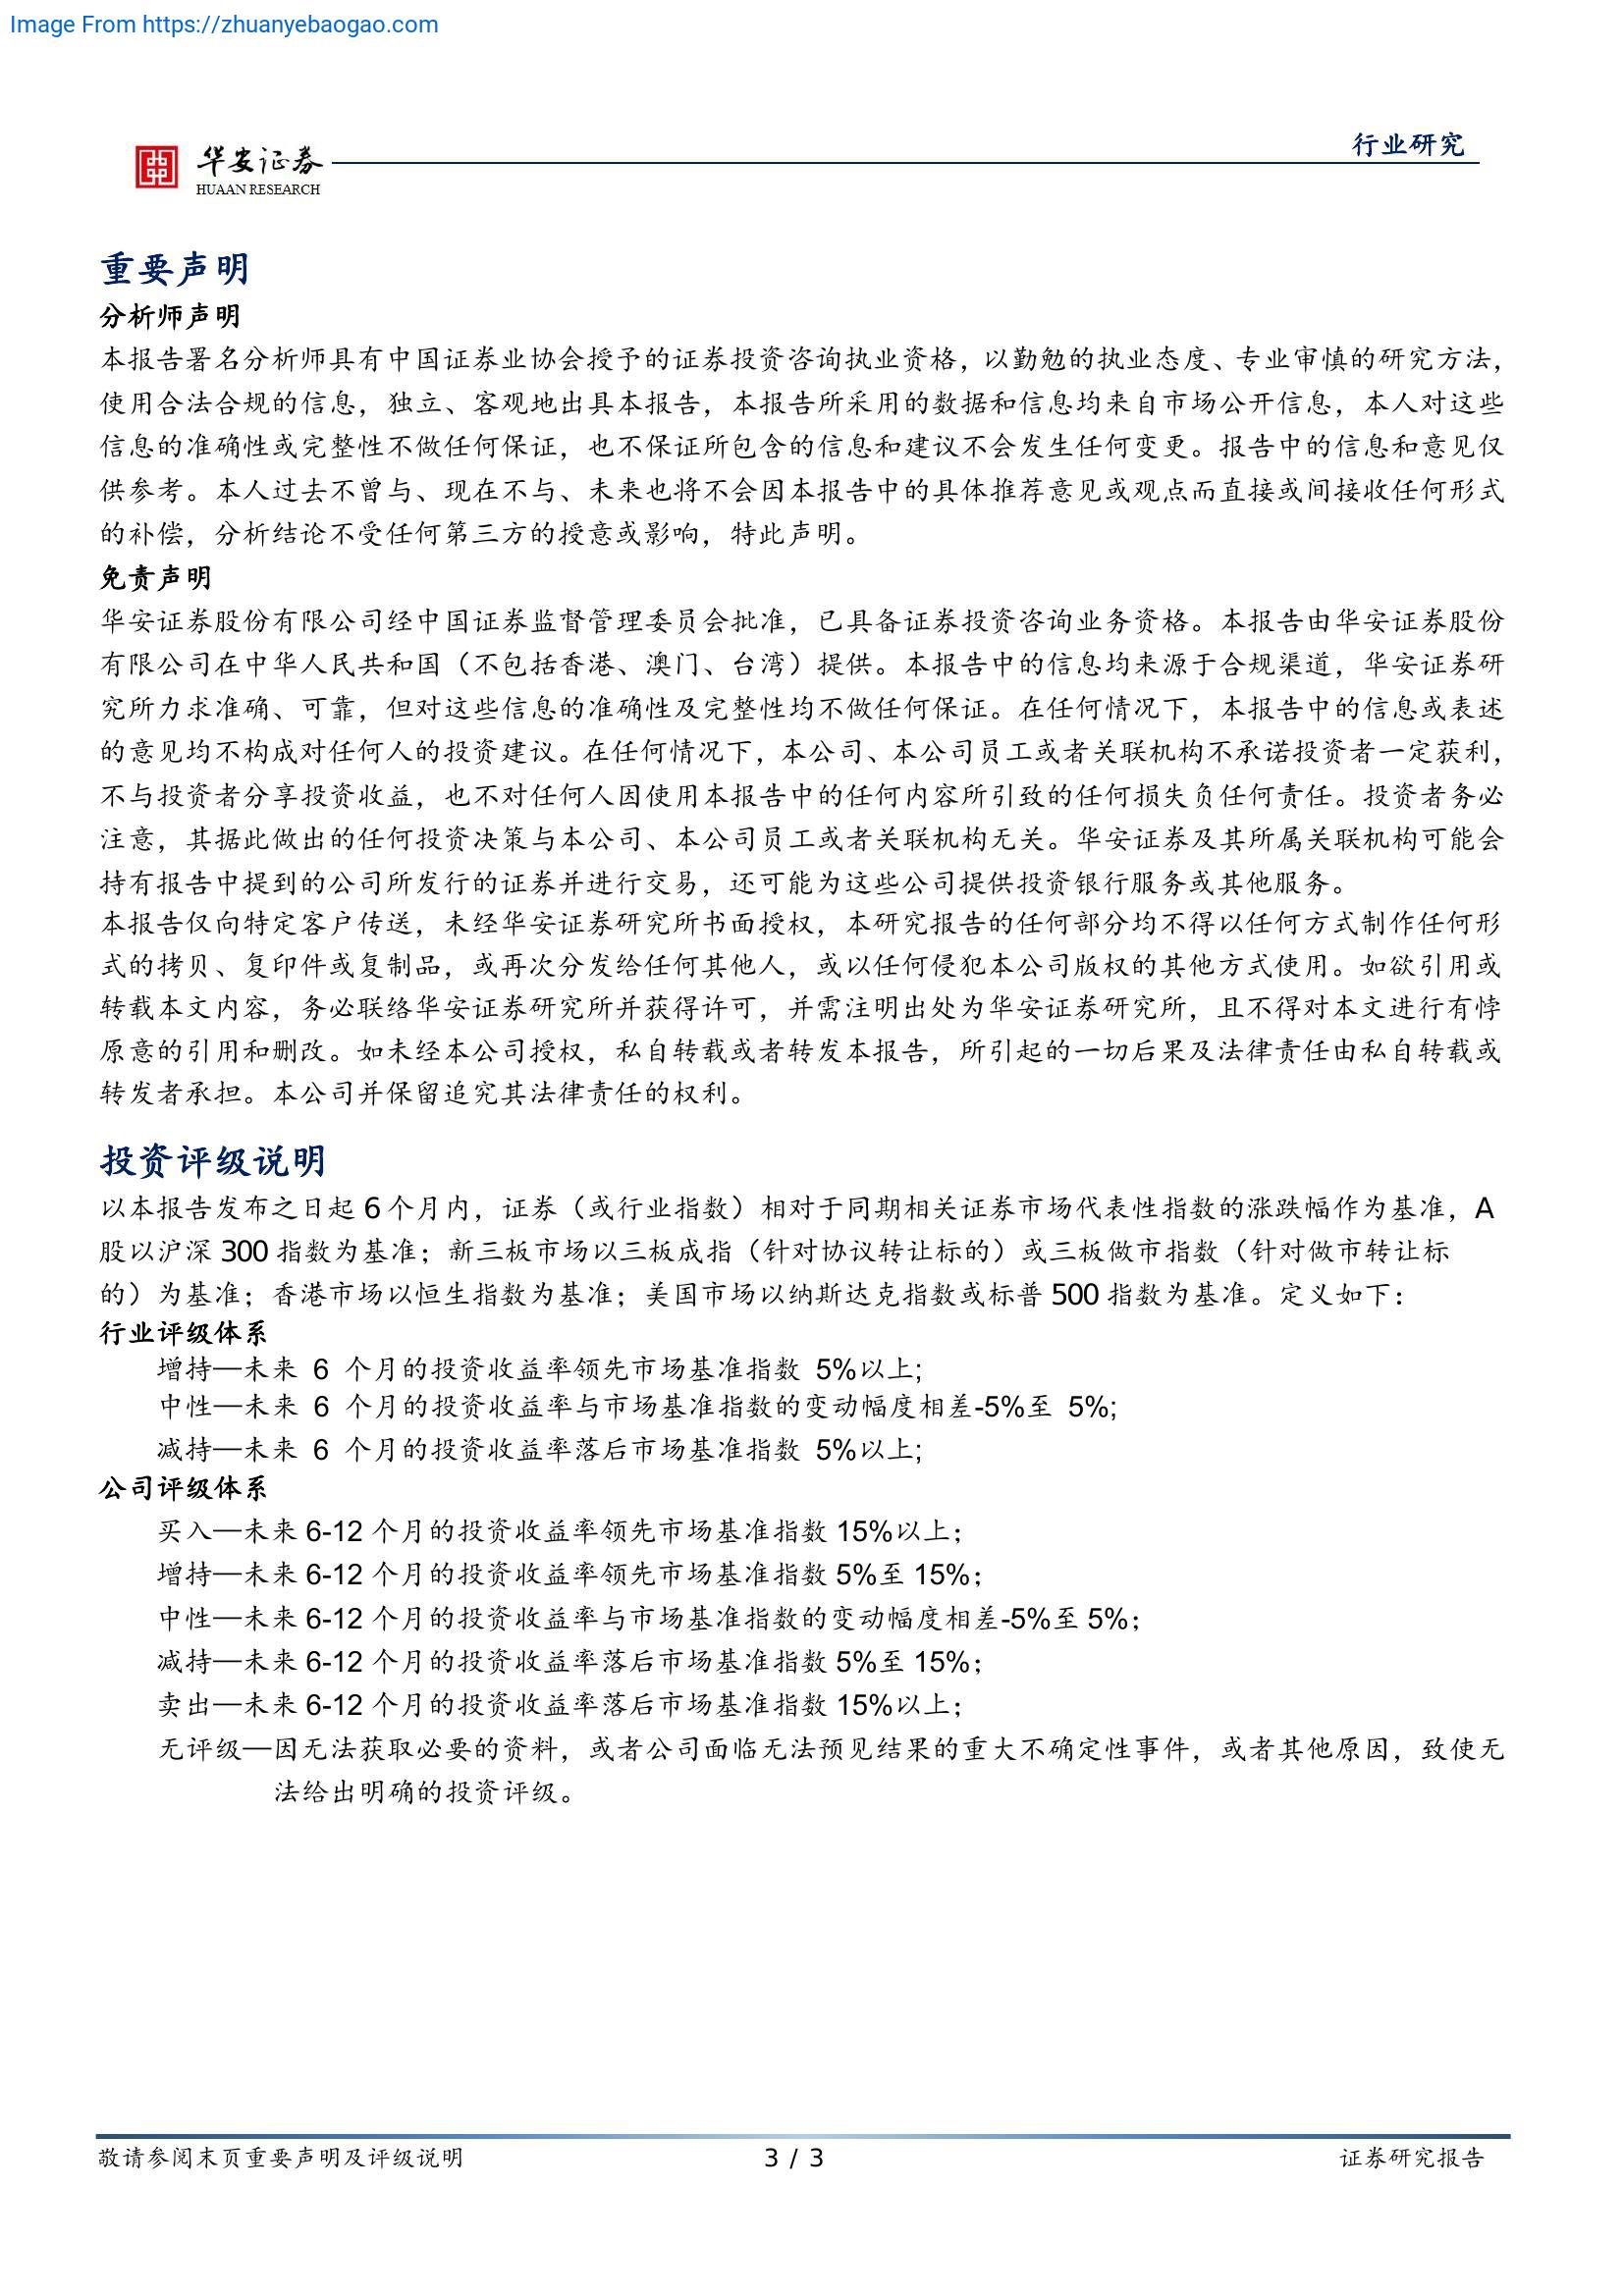 Image From https://zhuanyebaogao.com
华安证券
HUAAN RESEARCH
行业研究
重要声明
分析师声明
本报告署名分析师具有中国证券业协会授予的证券投资咨询执业资格，以勤勉的执业态度、专业审慎的研究方法，
使用合法合规的信息，独立、客观地出具本报告，本报告所采用的数据和信息均来自市场公开信息，本人对这些
信息的准确性或完整性不做任何保证，也不保证所包含的信息和建议不会发生任何变更。报告中的信息和意见仅
供参考。本人过去不曾与、现在不与、未来也将不会因本报告中的具体推荐意见或观点而直接或间接收任何形式
的补偿，分析结论不受任何第三方的授意或影响，特此声明。
免责声明
华安证券股份有限公司经中国证券监督管理委员会批准，已具备证券投资咨询业务资格。本报告由华安证券股份
有限公司在中华人民共和国（不包括香港、澳门、台湾）提供。本报告中的信息均来源于合规渠道，华安证券研
究所力求准确、可靠，但对这些信息的准确性及完整性均不做任何保证。在任何情况下，本报告中的信息或表述
的意见均不构成对任何人的投资建议。在任何情况下，本公司、本公司员工或者关联机构不承诺投资者一定获利，
不与投资者分享投资收益，也不对任何人因使用本报告中的任何内容所引致的任何损失负任何责任。投资者务必
注意，其据此做出的任何投资决策与本公司、本公司员工或者关联机构无关。华安证券及其所属关联机构可能会
持有报告中提到的公司所发行的证券并进行交易，还可能为这些公司提供投资银行服务或其他服务。
本报告仅向特定客户传送，未经华安证券研究所书面授权，本研究报告的任何部分均不得以任何方式制作任何形
式的拷贝、复印件或复制品，或再次分发给任何其他人，或以任何侵犯本公司版权的其他方式使用。如欲引用或
转载本文内容，务必联络华安证券研究所并获得许可，并需注明出处为华安证券研究所，且不得对本文进行有悖
原意的引用和删改。如未经本公司授权，私自转载或者转发本报告，所引起的一切后果及法律责任由私自转载或
转发者承担。本公司并保留追究其法律责任的权利。
投资评级说明
以本报告发布之日起 6 个月内，证券（或行业指数）相对于同期相关证券市场代表性指数的涨跌幅作为基准，A
股以沪深 300 指数为基准；新三板市场以三板成指（针对协议转让标的）或三板做市指数（针对做市转让标
的）为基准；香港市场以恒生指数为基准；美国市场以纳斯达克指数或标普 500 指数为基准。定义如下：
行业评级体系
增持—未来 6 个月的投资收益率领先市场基准指数 5%以上;
中性—未来 6 个月的投资收益率与市场基准指数的变动幅度相差-5%至 5%;
减持—未来 6 个月的投资收益率落后市场基准指数 5%以上;
公司评级体系
买入—未来 6-12 个月的投资收益率领先市场基准指数 15%以上；
增持—未来 6-12 个月的投资收益率领先市场基准指数 5%至 15%；
中性—未来 6-12 个月的投资收益率与市场基准指数的变动幅度相差-5%至 5%；
减持—未来 6-12 个月的投资收益率落后市场基准指数 5%至 15%；
卖出—未来 6-12 个月的投资收益率落后市场基准指数 15%以上；
无评级—因无法获取必要的资料，或者公司面临无法预见结果的重大不确定性事件，或者其他原因，致使无
法给出明确的投资评级。
敬请参阅末页重要声明及评级说明
3 / 3
证券研究报告